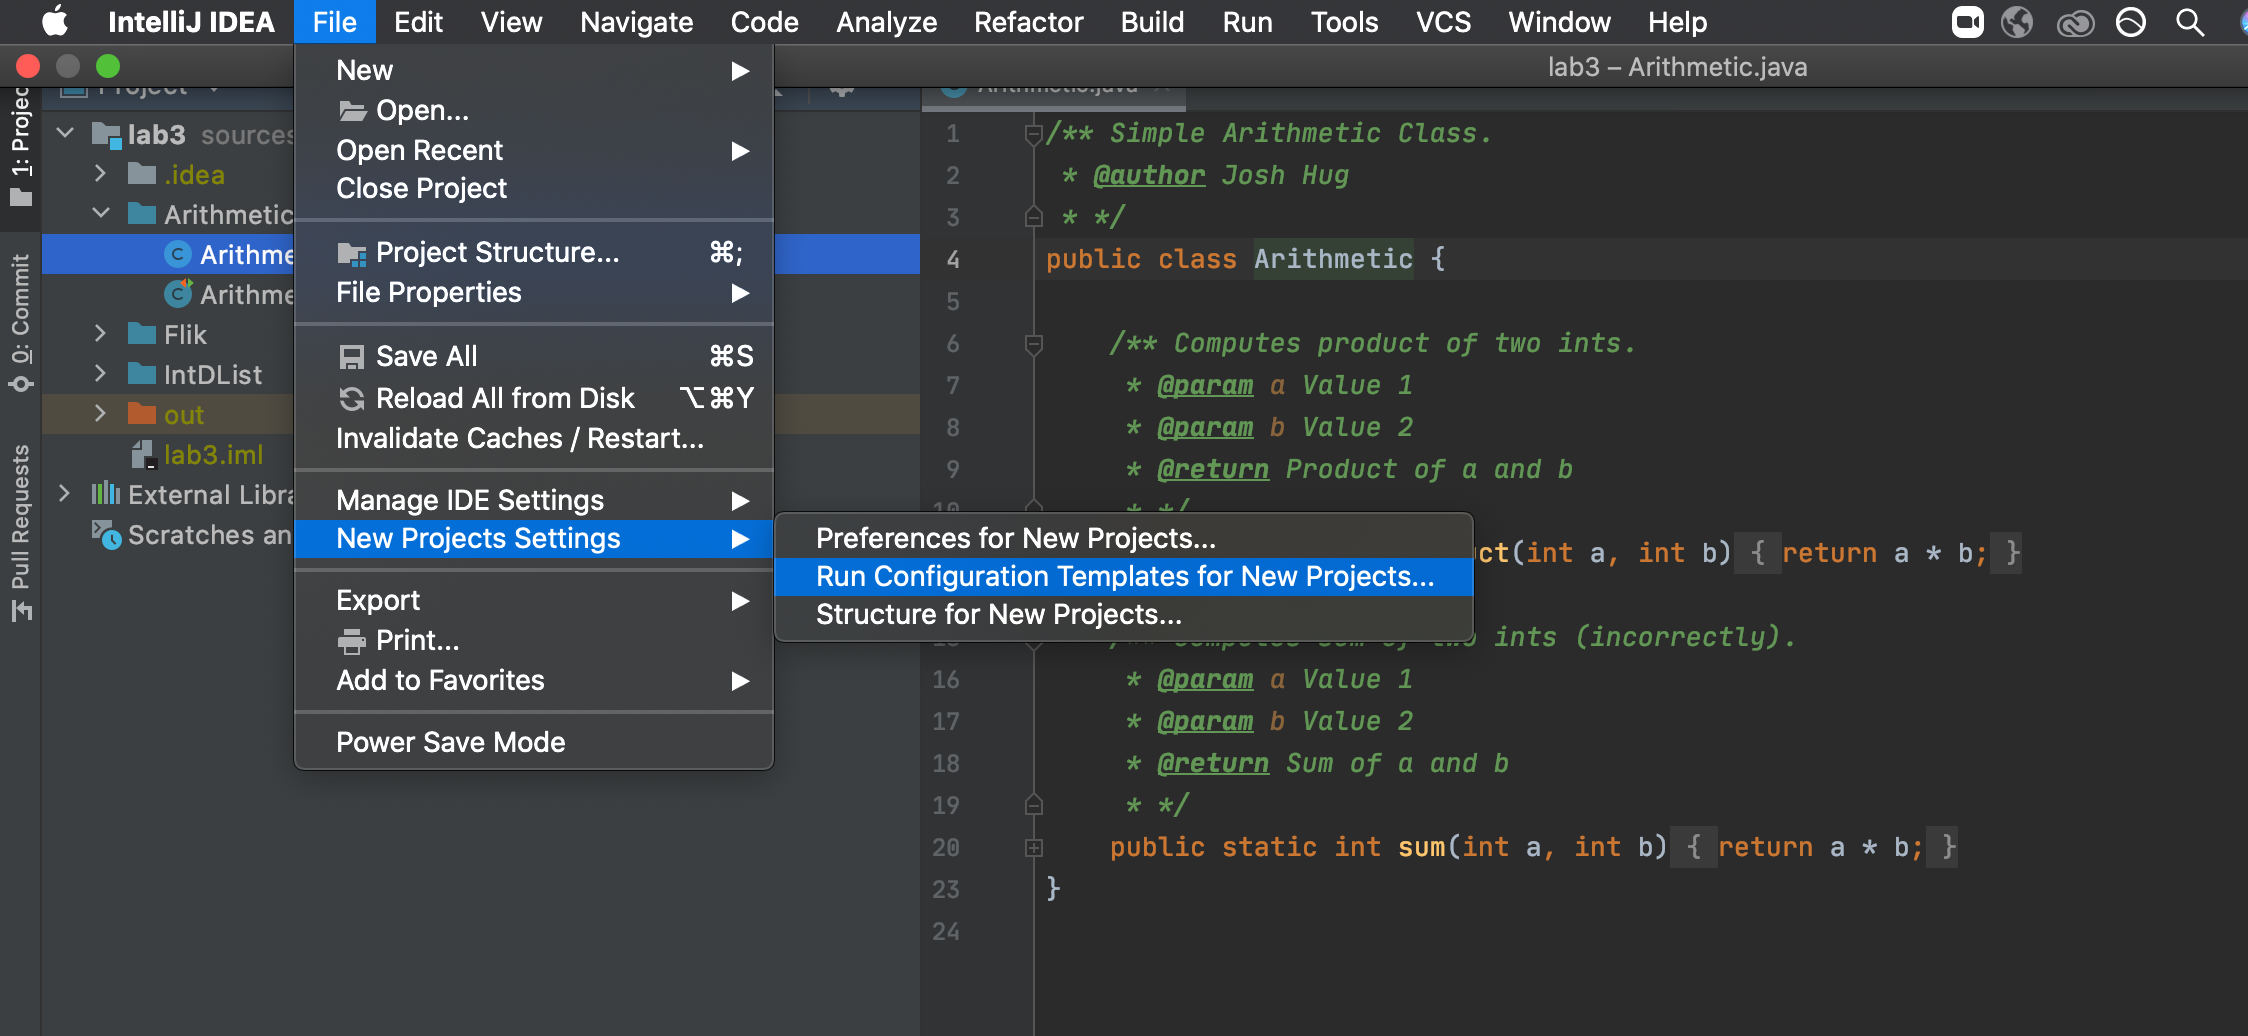 IntelliJ IDEA File Edit View Navigate Code Analyze Refactor Build Run Tools VCS Window Help
lab3 – Arithmetic.java
1: Project
0: Commit
Pull Requests
Project
lab3 sources
.idea
Arithmetic
Arithme
Arithme
Flik
IntDList
out
lab3.iml
External Libra
Scratches an
New
Open...
Open Recent
Close Project
Project Structure... ⌘;
File Properties
Save All ⌘S
Reload All from Disk ⌥⌘Y
Invalidate Caches / Restart...
Manage IDE Settings
New Projects Settings
Export
Print...
Add to Favorites
Power Save Mode
Preferences for New Projects...
Run Configuration Templates for New Projects...
Structure for New Projects...
Arithmetic.java
1 /** Simple Arithmetic Class.
2 * @author Josh Hug
3 * */
4 public class Arithmetic {
5
6 /** Computes product of two ints.
7 * @param a Value 1
8 * @param b Value 2
9 * @return Product of a and b
10 * */
ct(int a, int b) { return a * b; }
15 /** Computes sum of two ints (incorrectly).
16 * @param a Value 1
17 * @param b Value 2
18 * @return Sum of a and b
19 * */
20 public static int sum(int a, int b) { return a * b; }
23 }
24